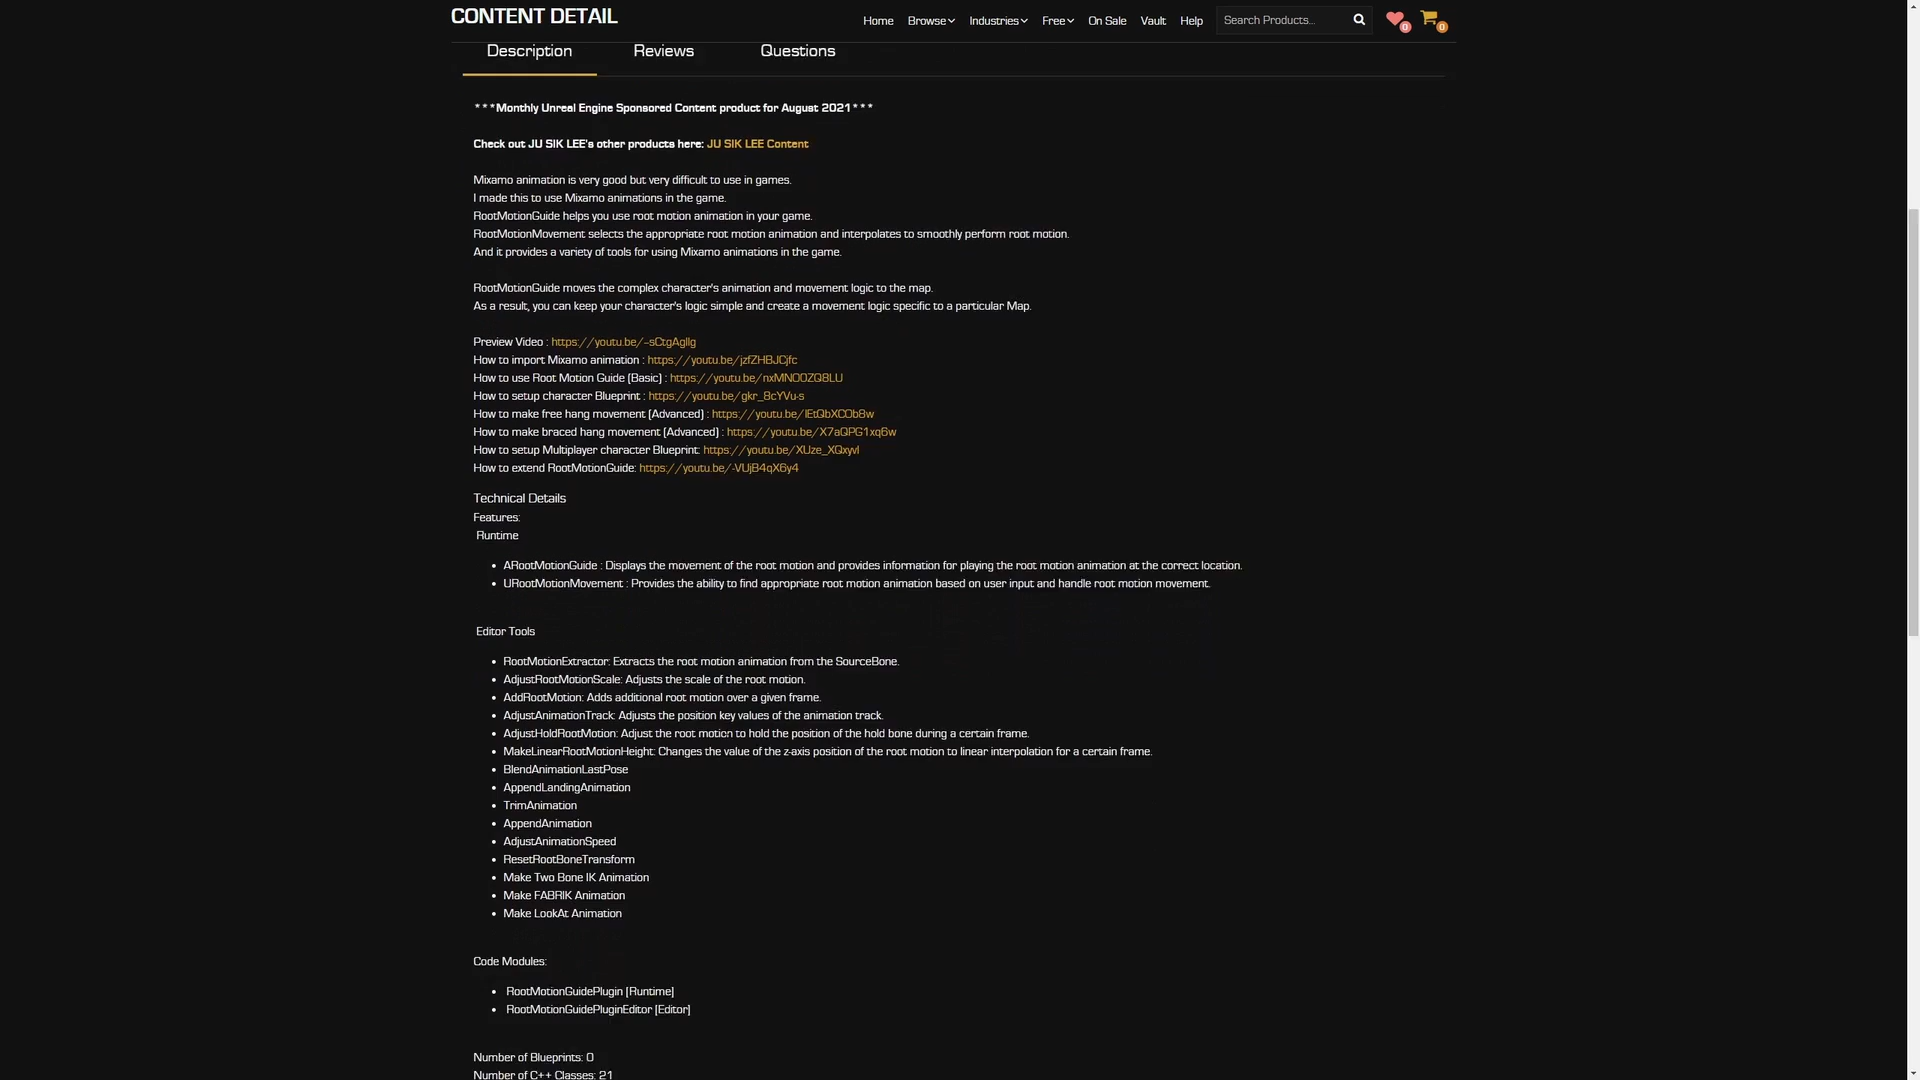 CONTENT DETAIL
Home Browse Industries Free On Sale Vault Help Search Products... 0 0
Description Reviews Questions
***Monthly Unreal Engine Sponsored Content product for August 2021***
Check out JU SIK LEE's other products here: JU SIK LEE Content
Mixamo animation is very good but very difficult to use in games.
I made this to use Mixamo animations in the game.
RootMotionGuide helps you use root motion animation in your game.
RootMotionMovement selects the appropriate root motion animation and interpolates to smoothly perform root motion.
And it provides a variety of tools for using Mixamo animations in the game.
RootMotionGuide moves the complex character's animation and movement logic to the map.
As a result, you can keep your character's logic simple and create a movement logic specific to a particular Map.
Preview Video :
How to import Mixamo animation : https://youtu.be/jzfZHBJCjfc
How to use Root Motion Guide (Basic) :
How to setup character Blueprint : https://youtu.be/gkr_8cYVu-s
How to make free hang movement (Advanced) :
How to make braced hang movement (Advanced) : https://youtu.be/X7aQPG1xq6w
How to setup Multiplayer character Blueprint:
How to extend RootMotionGuide: https://youtu.be/-VUjB4qX6y4
Technical Details
Features:
Runtime
• ARootMotionGuide : Displays the movement of the root motion and provides information for playing the root motion animation at the correct location.
• URootMotionMovement : Provides the ability to find appropriate root motion animation based on user input and handle root motion movement.
Editor Tools
• RootMotionExtractor: Extracts the root motion animation from the SourceBone.
• AdjustRootMotionScale: Adjusts the scale of the root motion.
• AddRootMotion: Adds additional root motion over a given frame.
• AdjustAnimationTrack: Adjusts the position key values of the animation track.
• AdjustHoldRootMotion: Adjust the root motion to hold the position of the hold bone during a certain frame.
• MakeLinearRootMotionHeight: Changes the value of the z-axis position of the root motion to linear interpolation for a certain frame.
• BlendAnimationLastPose
• AppendLandingAnimation
• TrimAnimation
• AppendAnimation
• AdjustAnimationSpeed
• ResetRootBoneTransform
• Make Two Bone IK Animation
• Make FABRIK Animation
• Make LookAt Animation
Code Modules:
• RootMotionGuidePlugin [Runtime]
• RootMotionGuidePluginEditor [Editor]
Number of Blueprints: 0
Number of C++ Classes: 21